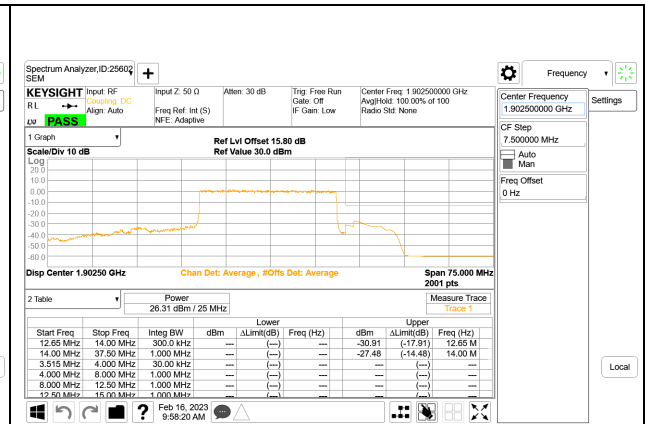 Spectrum Analyzer,ID:25602
SEM
+
Frequency
KEYSIGHT
R L
LXI
PASS
Input: RF
Coupling: DC
Align: Auto
Input Z: 50 Ω
Freq Ref: Int (S)
NFE: Adaptive
Atten: 30 dB
Trig: Free Run
Gate: Off
IF Gain: Low
Center Freq: 1.902500000 GHz
Avg|Hold: 100.00% of 100
Radio Std: None
Center Frequency
1.902500000 GHz
Settings
CF Step
7.500000 MHz
Auto
Man
Freq Offset
0 Hz
1 Graph
Scale/Div 10 dB
Ref Lvl Offset 15.80 dB
Ref Value 30.0 dBm
Log
20.0
10.0
0.00
-10.0
-20.0
-30.0
-40.0
-50.0
-60.0
Disp Center 1.90250 GHz
Chan Det: Average , #Offs Det: Average
Span 75.000 MHz
2001 pts
2 Table
Power
26.31 dBm / 25 MHz
Measure Trace
Trace 1
Lower Upper
Start Freq Stop Freq Integ BW dBm ΔLimit(dB) Freq (Hz) dBm ΔLimit(dB) Freq (Hz)
12.65 MHz 14.00 MHz 300.0 kHz --- (---) --- -30.91 (-17.91) 12.65 M
14.00 MHz 37.50 MHz 1.000 MHz --- (---) --- -27.48 (-14.48) 14.00 M
3.515 MHz 4.000 MHz 30.00 kHz --- (---) --- --- (---) ---
4.000 MHz 8.000 MHz 1.000 MHz --- (---) --- --- (---) ---
8.000 MHz 12.50 MHz 1.000 MHz --- (---) --- --- (---) ---
12.50 MHz 15.00 MHz 1.000 MHz --- (---) --- --- (---) ---
Local
?
Feb 16, 2023
9:58:20 AM